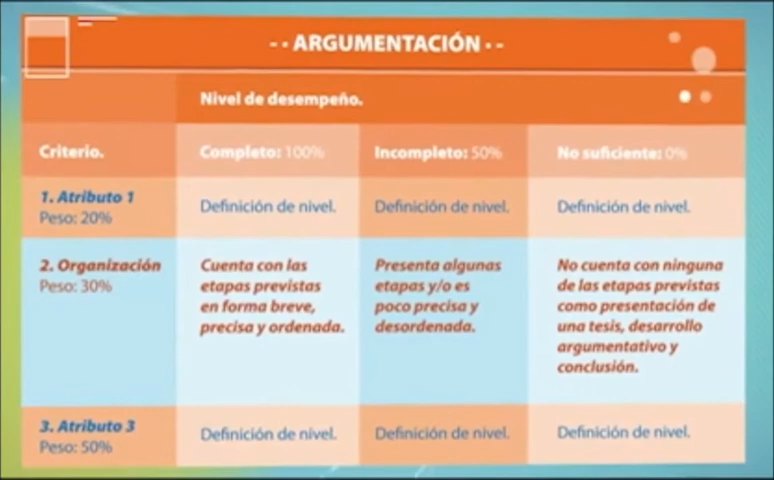 -- ARGUMENTACIÓN --
Nivel de desempeño.
Criterio.
Completo: 100%
Incompleto: 50%
No suficiente: 0%
1. Atributo 1
Peso: 20%
Definición de nivel.
Definición de nivel.
Definición de nivel.
2. Organización
Peso: 30%
Cuenta con las
etapas previstas
en forma breve,
precisa y ordenada.
Presenta algunas
etapas y/o es
poco precisa y
desordenada.
No cuenta con ninguna
de las etapas previstas
como presentación de
una tesis, desarrollo
argumentativo y
conclusión.
3. Atributo 3
Peso: 50%
Definición de nivel.
Definición de nivel.
Definición de nivel.